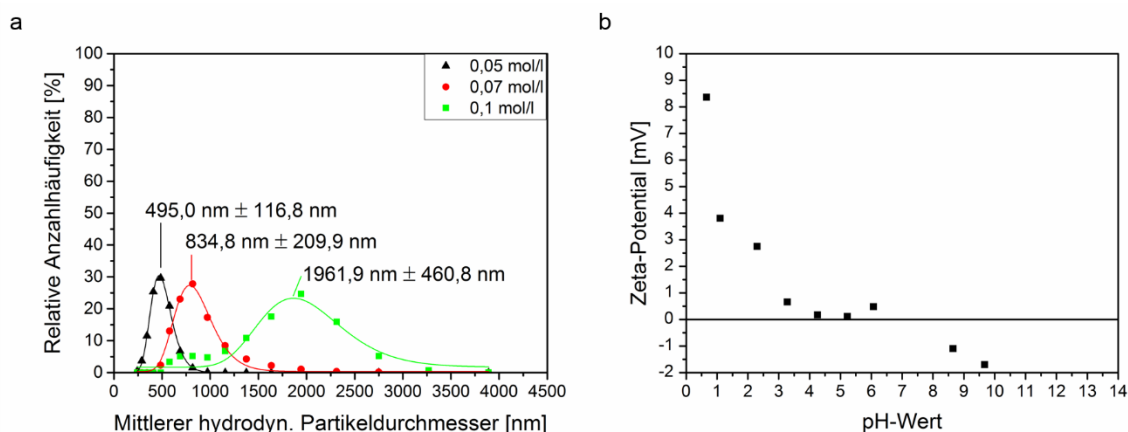 a
Relative Anzahlhäufigkeit [%]
100
90
80
70
60
50
40
30
20
10
0
0,05 mol/l
0,07 mol/l
0,1 mol/l
495,0 nm ± 116,8 nm
834,8 nm ± 209,9 nm
1961,9 nm ± 460,8 nm
0 500 1000 1500 2000 2500 3000 3500 4000 4500
Mittlerer hydrodyn. Partikeldurchmesser [nm]
b
Zeta-Potential [mV]
10
9
8
7
6
5
4
3
2
1
0
-1
-2
0 1 2 3 4 5 6 7 8 9 10 11 12 13 14
pH-Wert